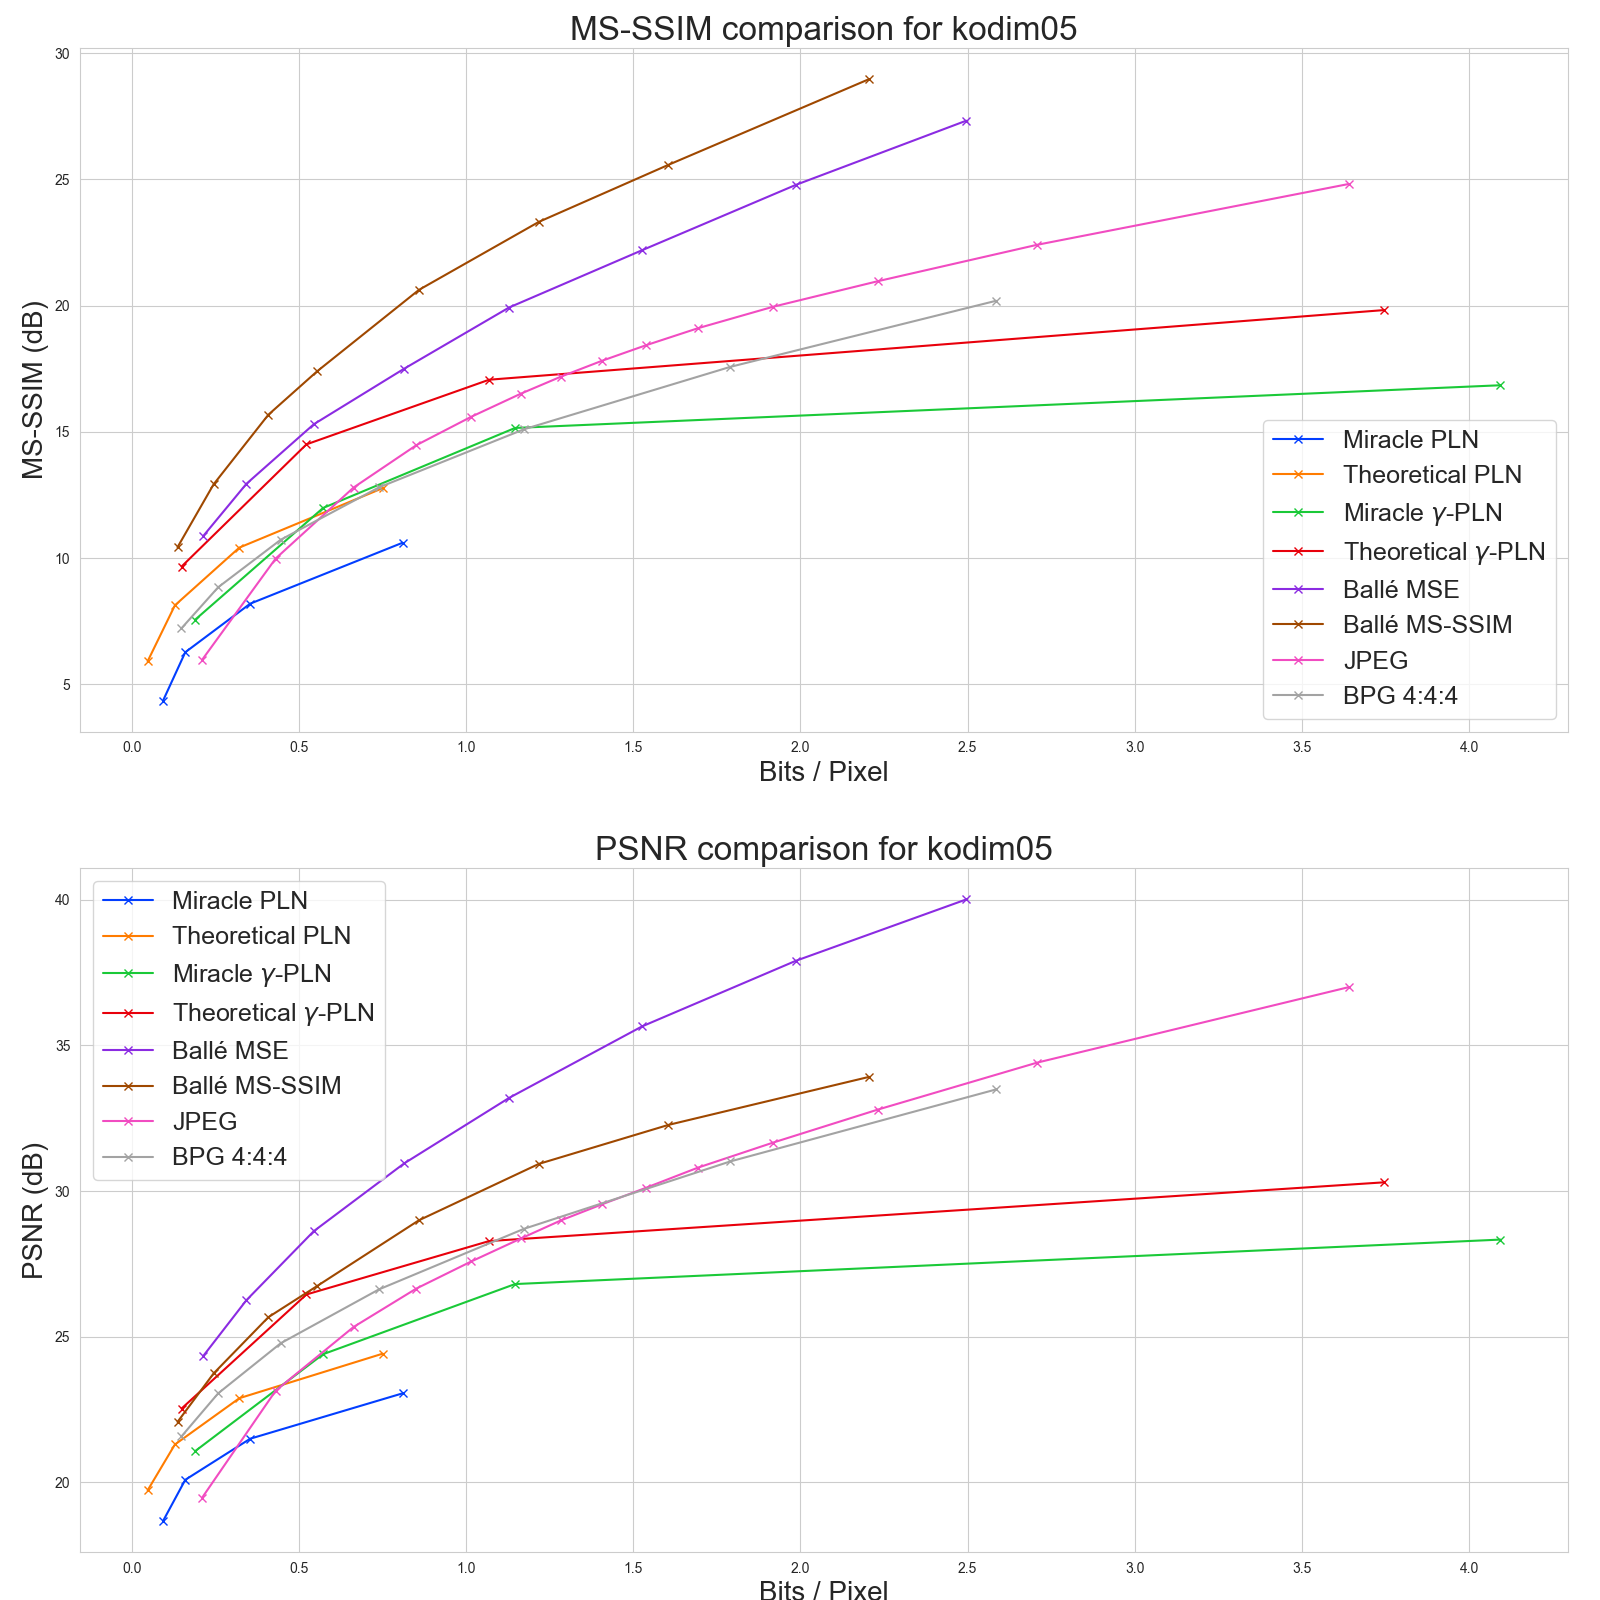 MS-SSIM comparison for kodim05
30
25
20
15
10
5
MS-SSIM (dB)
Miracle PLN
Theoretical PLN
Miracle γ-PLN
Theoretical γ-PLN
Ballé MSE
Ballé MS-SSIM
JPEG
BPG 4:4:4
0.0 0.5 1.0 1.5 2.0 2.5 3.0 3.5 4.0
Bits / Pixel
PSNR comparison for kodim05
40
35
30
25
20
PSNR (dB)
Miracle PLN
Theoretical PLN
Miracle γ-PLN
Theoretical γ-PLN
Ballé MSE
Ballé MS-SSIM
JPEG
BPG 4:4:4
0.0 0.5 1.0 1.5 2.0 2.5 3.0 3.5 4.0
Bits / Pixel